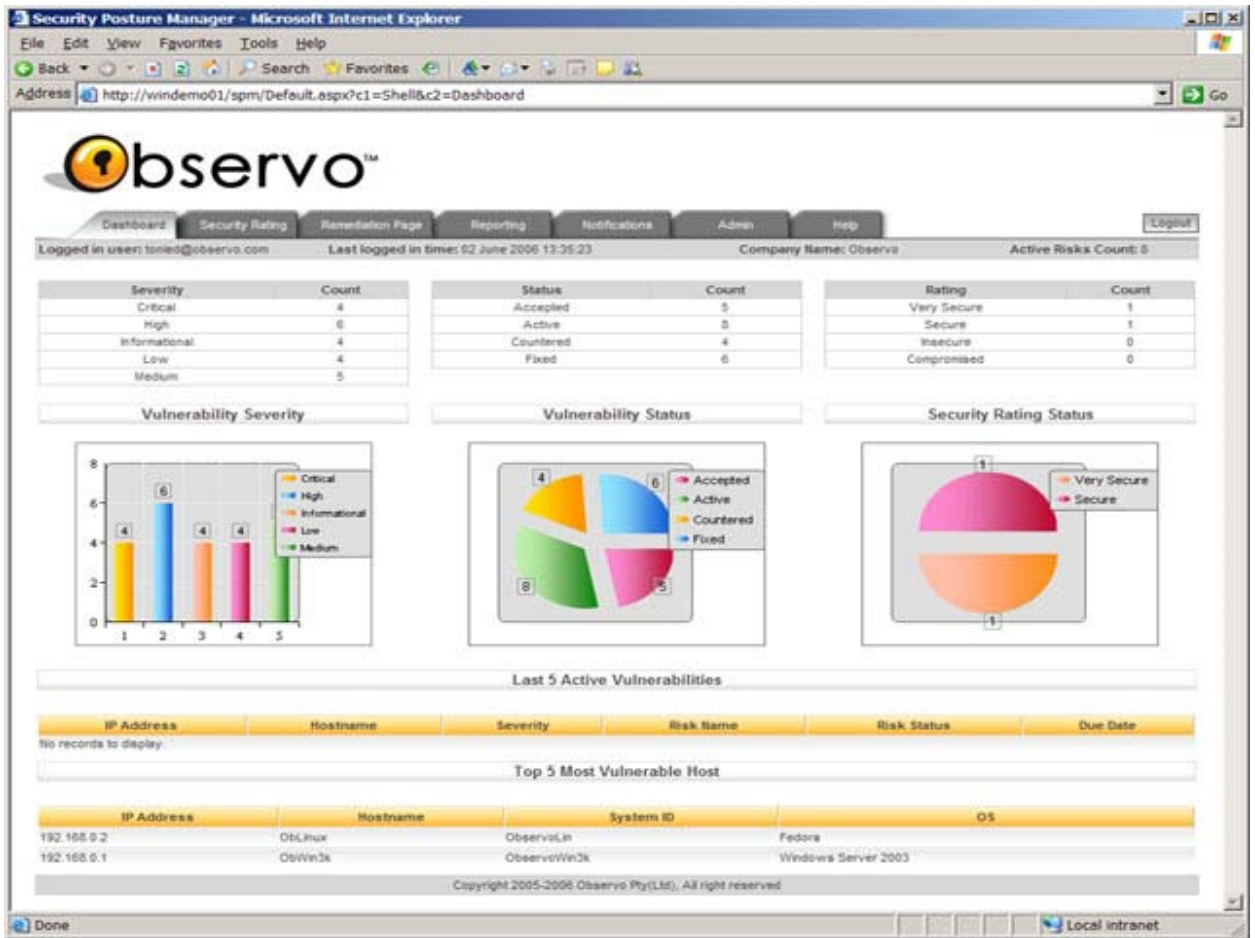 Security Posture Manager - Microsoft Internet Explorer
File Edit View Favorites Tools Help
Back Search Favorites
Address http://windemo01/spm/Default.aspx?c1=Shell&c2=Dashboard Go
Observo™
Dashboard Security Rating Remediation Page Reporting Notifications Admin Help Logout
Logged in user: tonied@observo.com Last logged in time: 02 June 2006 13:35:23 Company Name: Observo Active Risks Count: 8
Severity Count Status Count Rating Count
Critical 4 Accepted 5 Very Secure 1
High 6 Active 8 Secure 1
Informational 4 Countered 4 Insecure 0
Low 4 Fixed 6 Compromised 0
Medium 5
Vulnerability Severity Vulnerability Status Security Rating Status
8
6
4
2
0
4 6 4 4
1 2 3 4 5
Critical
High
Informational
Low
Medium
4 6 8 5
Accepted
Active
Countered
Fixed
1
1
Very Secure
Secure
Last 5 Active Vulnerabilities
IP Address Hostname Severity Risk Name Risk Status Due Date
No records to display.
Top 5 Most Vulnerable Host
IP Address Hostname System ID OS
192.168.0.2 ObLinux ObservoLin Fedora
192.168.0.1 ObWin3k ObservoWin3k Windows Server 2003
Copyright 2005-2006 Observo Pty(Ltd). All right reserved
Done Local intranet